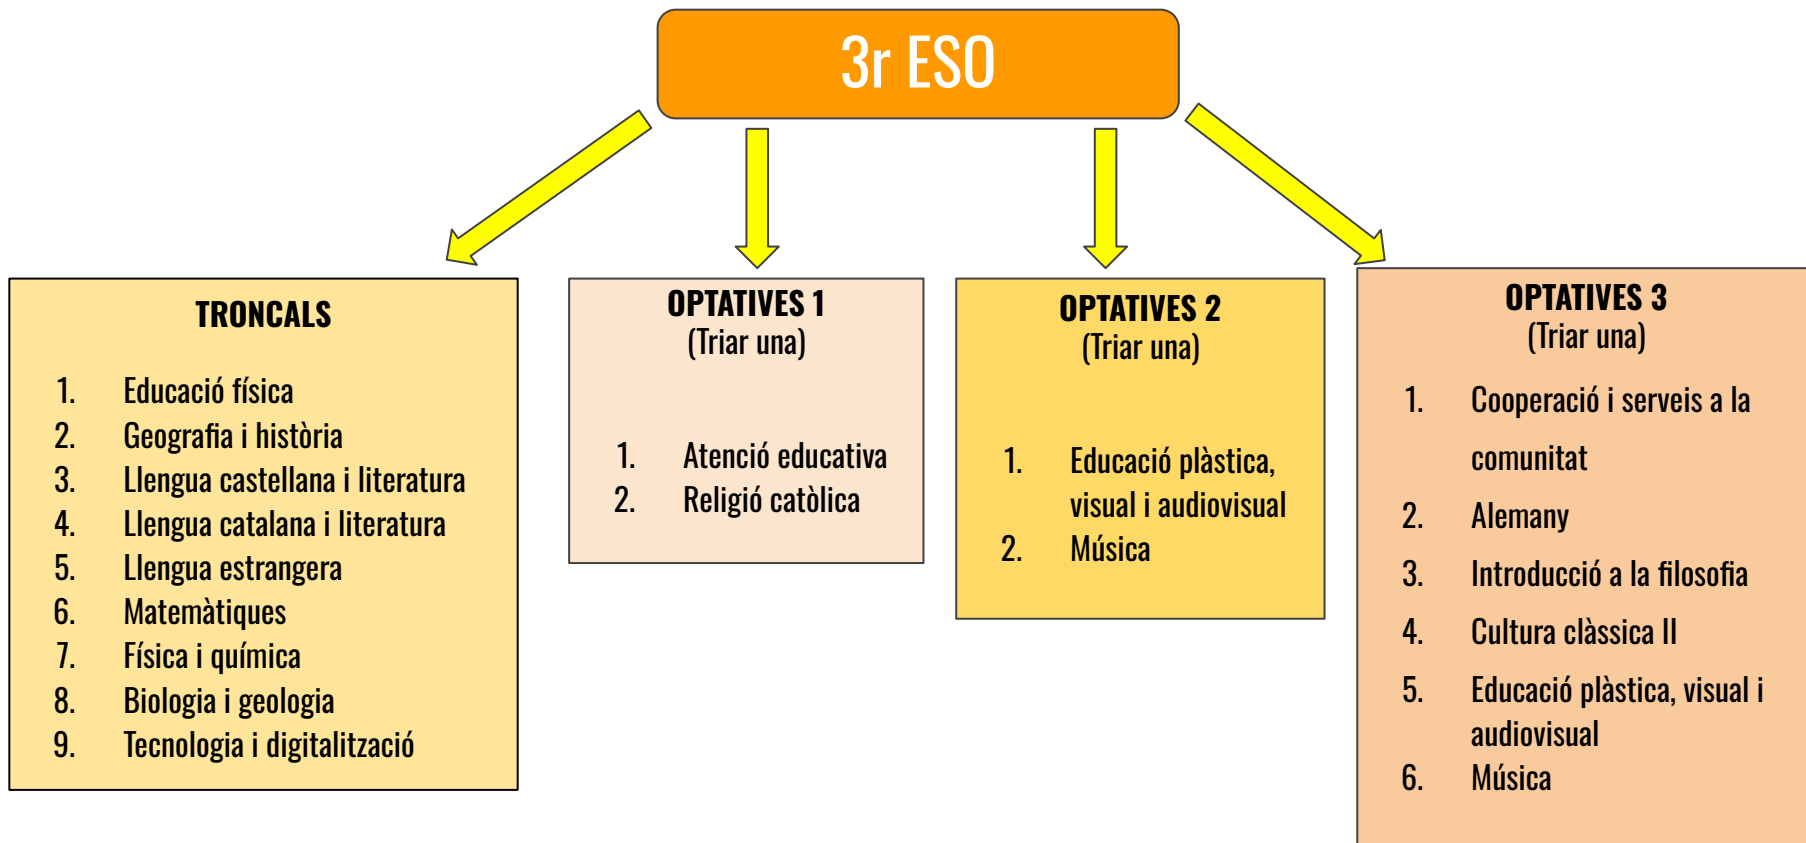 3r ESO
TRONCALS
1. Educació física
2. Geografia i història
3. Llengua castellana i literatura
4. Llengua catalana i literatura
5. Llengua estrangera
6. Matemàtiques
7. Física i química
8. Biologia i geologia
9. Tecnologia i digitalització
OPTATIVES 1
(Triar una)
1. Atenció educativa
2. Religió catòlica
OPTATIVES 2
(Triar una)
1. Educació plàstica,
visual i audiovisual
2. Música
OPTATIVES 3
(Triar una)
1. Cooperació i serveis a la
comunitat
2. Alemany
3. Introducció a la filosofia
4. Cultura clàssica II
5. Educació plàstica, visual i
audiovisual
6. Música